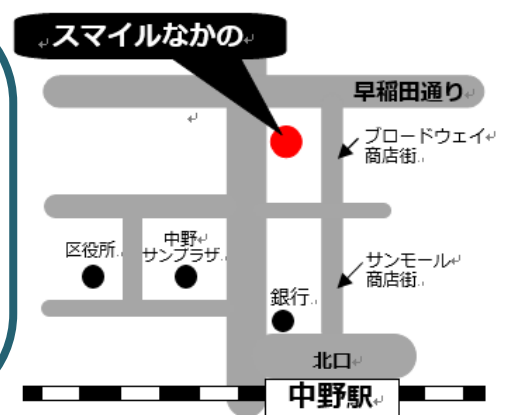 スマイルなかの
早稲田通り
ブロードウェイ
商店街
区役所
中野
サンプラザ
サンモール
商店街
銀行
北口
中野駅